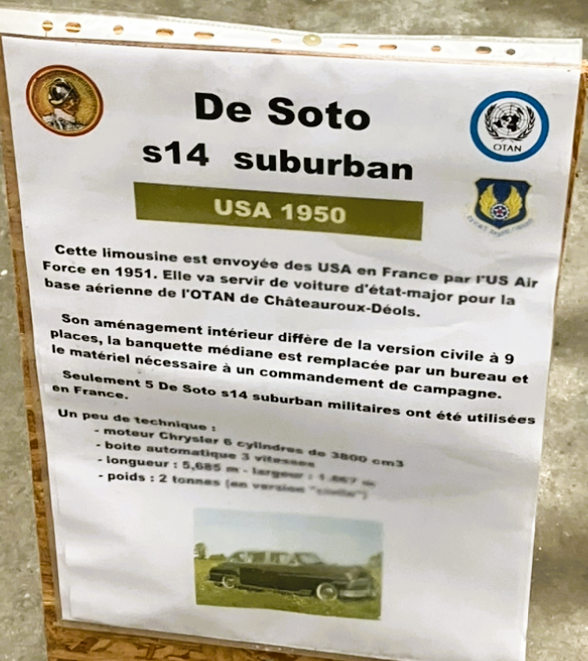 De Soto
s14 suburban
OTAN
USA 1950
Cette limousine est envoyée des USA en France par l'US Air
Force en 1951. Elle va servir de voiture d'état-major pour la
base aérienne de l'OTAN de Châteauroux-Déols.
Son aménagement intérieur diffère de la version civile à 9
places, la banquette médiane est remplacée par un bureau et
le matériel nécessaire à un commandement de campagne.
Seulement 5 De Soto s14 suburban militaires ont été utilisées
en France.
Un peu de technique :
- moteur Chrysler 6 cylindres de 3800 cm3
- boite automatique 3 vitesses
- longueur : 5,685 m - largeur :
- poids : 2 tonnes (en version "civile")